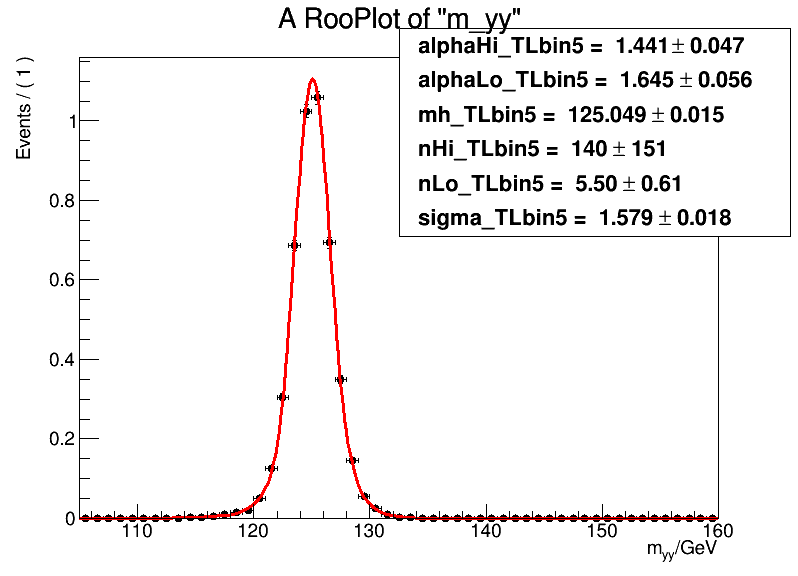 A RooPlot of "m_yy"
alphaHi_TLbin5 = 1.441 ± 0.047
alphaLo_TLbin5 = 1.645 ± 0.056
mh_TLbin5 = 125.049 ± 0.015
nHi_TLbin5 = 140 ± 151
nLo_TLbin5 = 5.50 ± 0.61
sigma_TLbin5 = 1.579 ± 0.018
Events / ( 1 )
1
0.8
0.6
0.4
0.2
0
110 120 130 140 150 160
m_yy/GeV